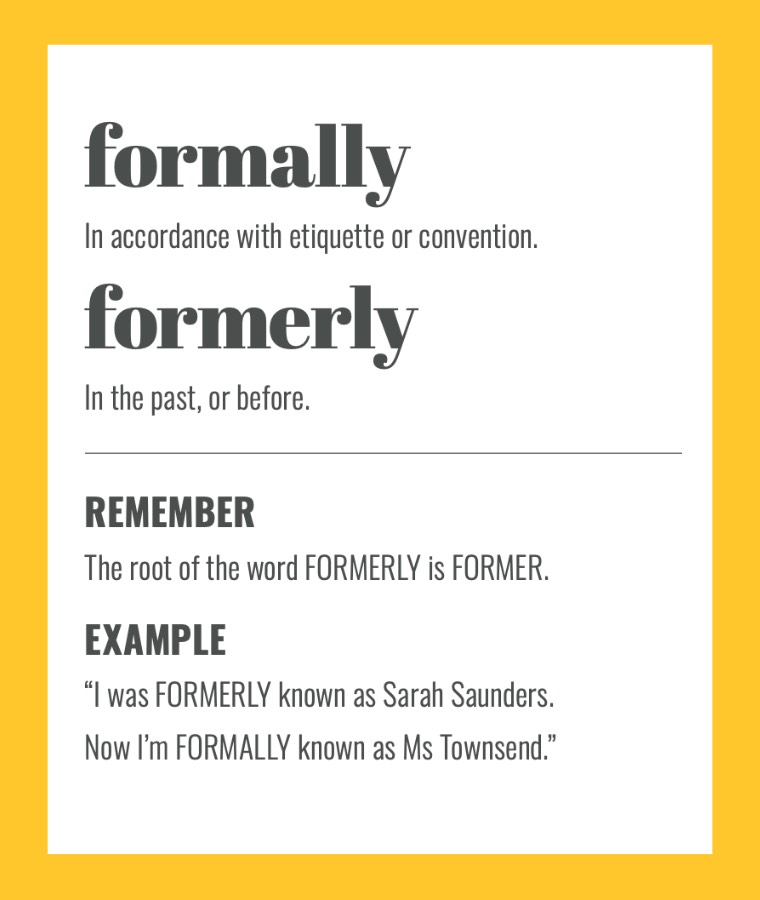 formally
In accordance with etiquette or convention.
formerly
In the past, or before.
REMEMBER
The root of the word FORMERLY is FORMER.
EXAMPLE
“I was FORMERLY known as Sarah Saunders.
Now I’m FORMALLY known as Ms Townsend.”